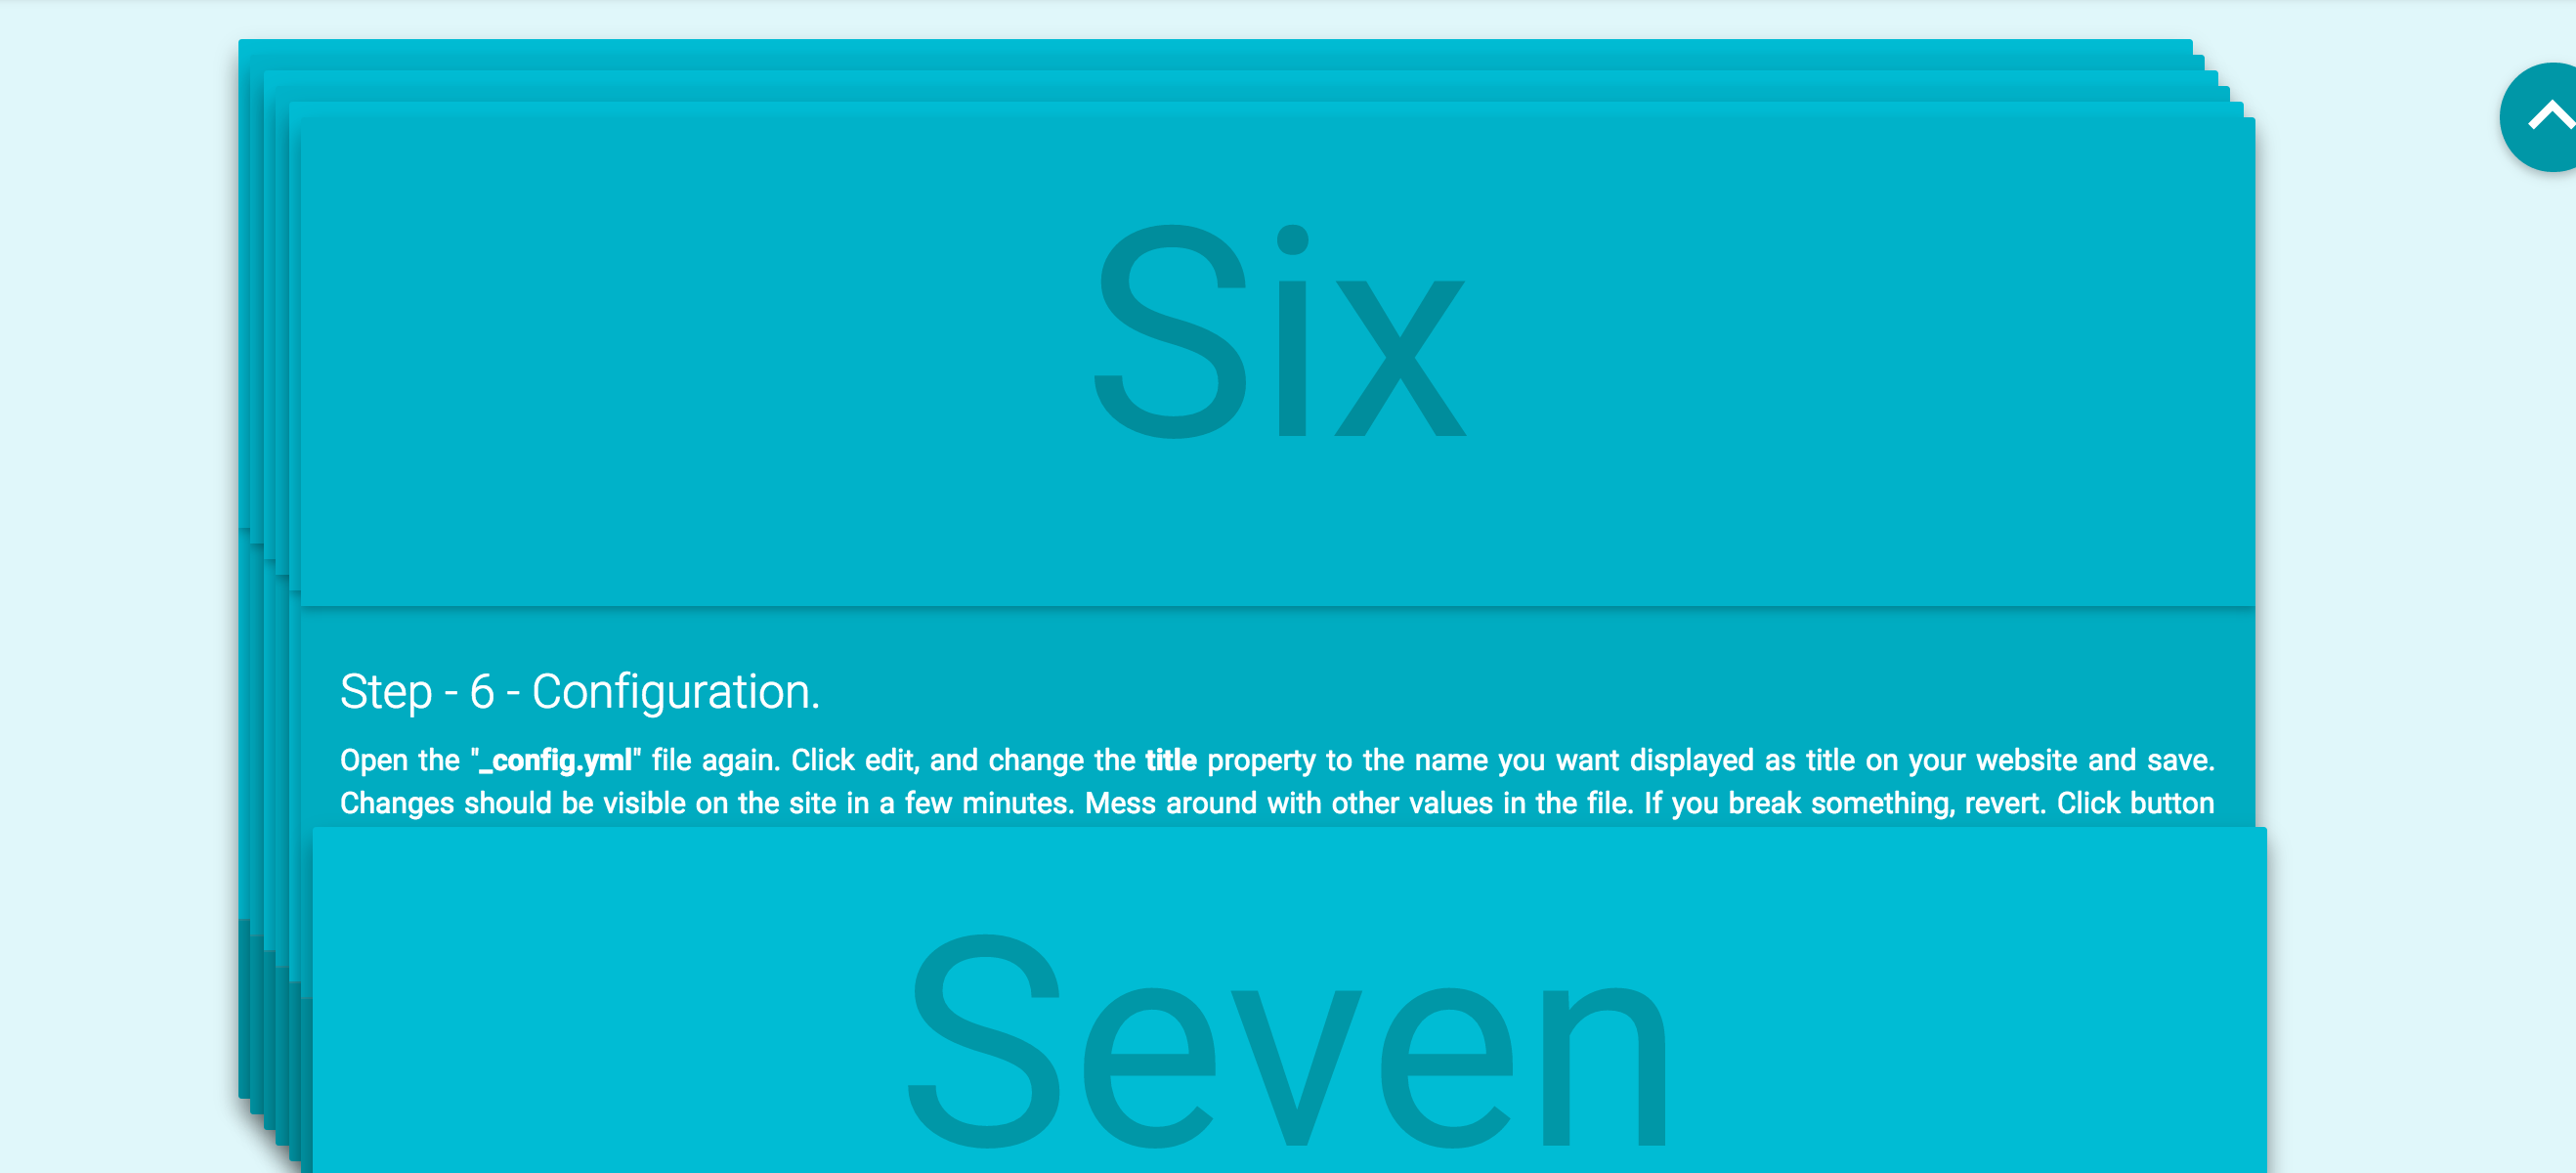 Six
Step - 6 - Configuration.
Open the "_config.yml" file again. Click edit, and change the title property to the name you want displayed as title on your website and save.
Changes should be visible on the site in a few minutes. Mess around with other values in the file. If you break something, revert. Click button
Seven